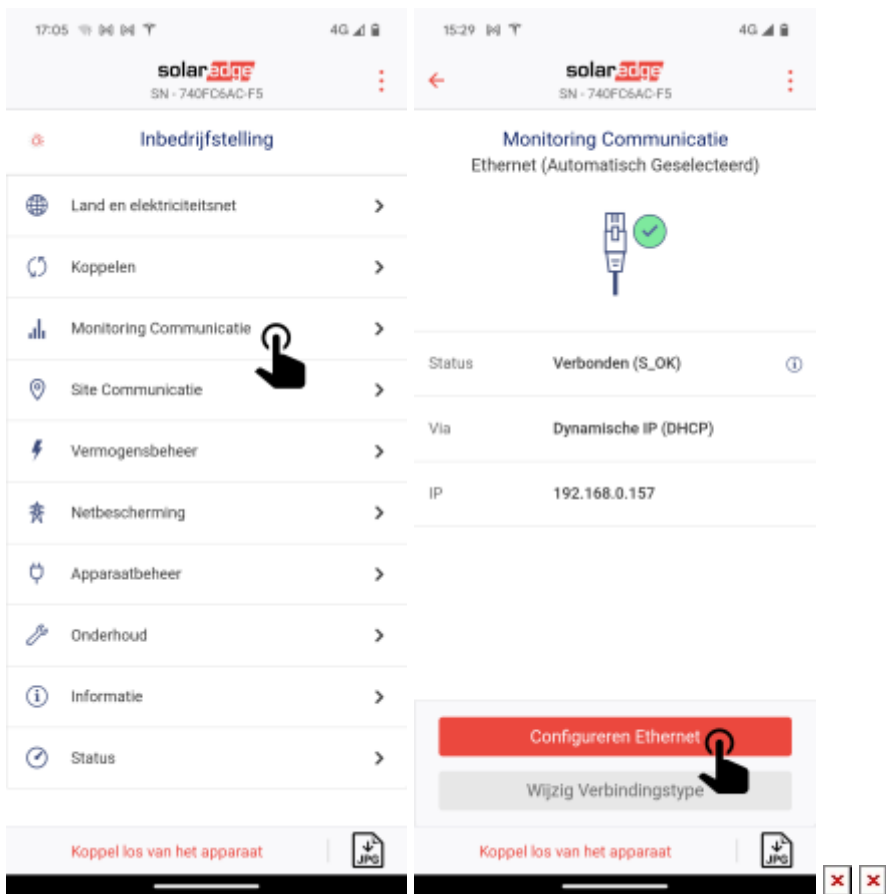 17:05
4G
solaredge
SN - 740FC6AC-F5
Inbedrijfstelling
Land en elektriciteitsnet
Koppelen
Monitoring Communicatie
Site Communicatie
Vermogensbeheer
Netbescherming
Apparaatbeheer
Onderhoud
Informatie
Status
Koppel los van het apparaat
JPG
15:29
4G
solaredge
SN - 740FC6AC-F5
Monitoring Communicatie
Ethernet (Automatisch Geselecteerd)
Status Verbonden (S_OK)
Via Dynamische IP (DHCP)
IP 192.168.0.157
Configureren Ethernet
Wijzig Verbindingstype
Koppel los van het apparaat
JPG